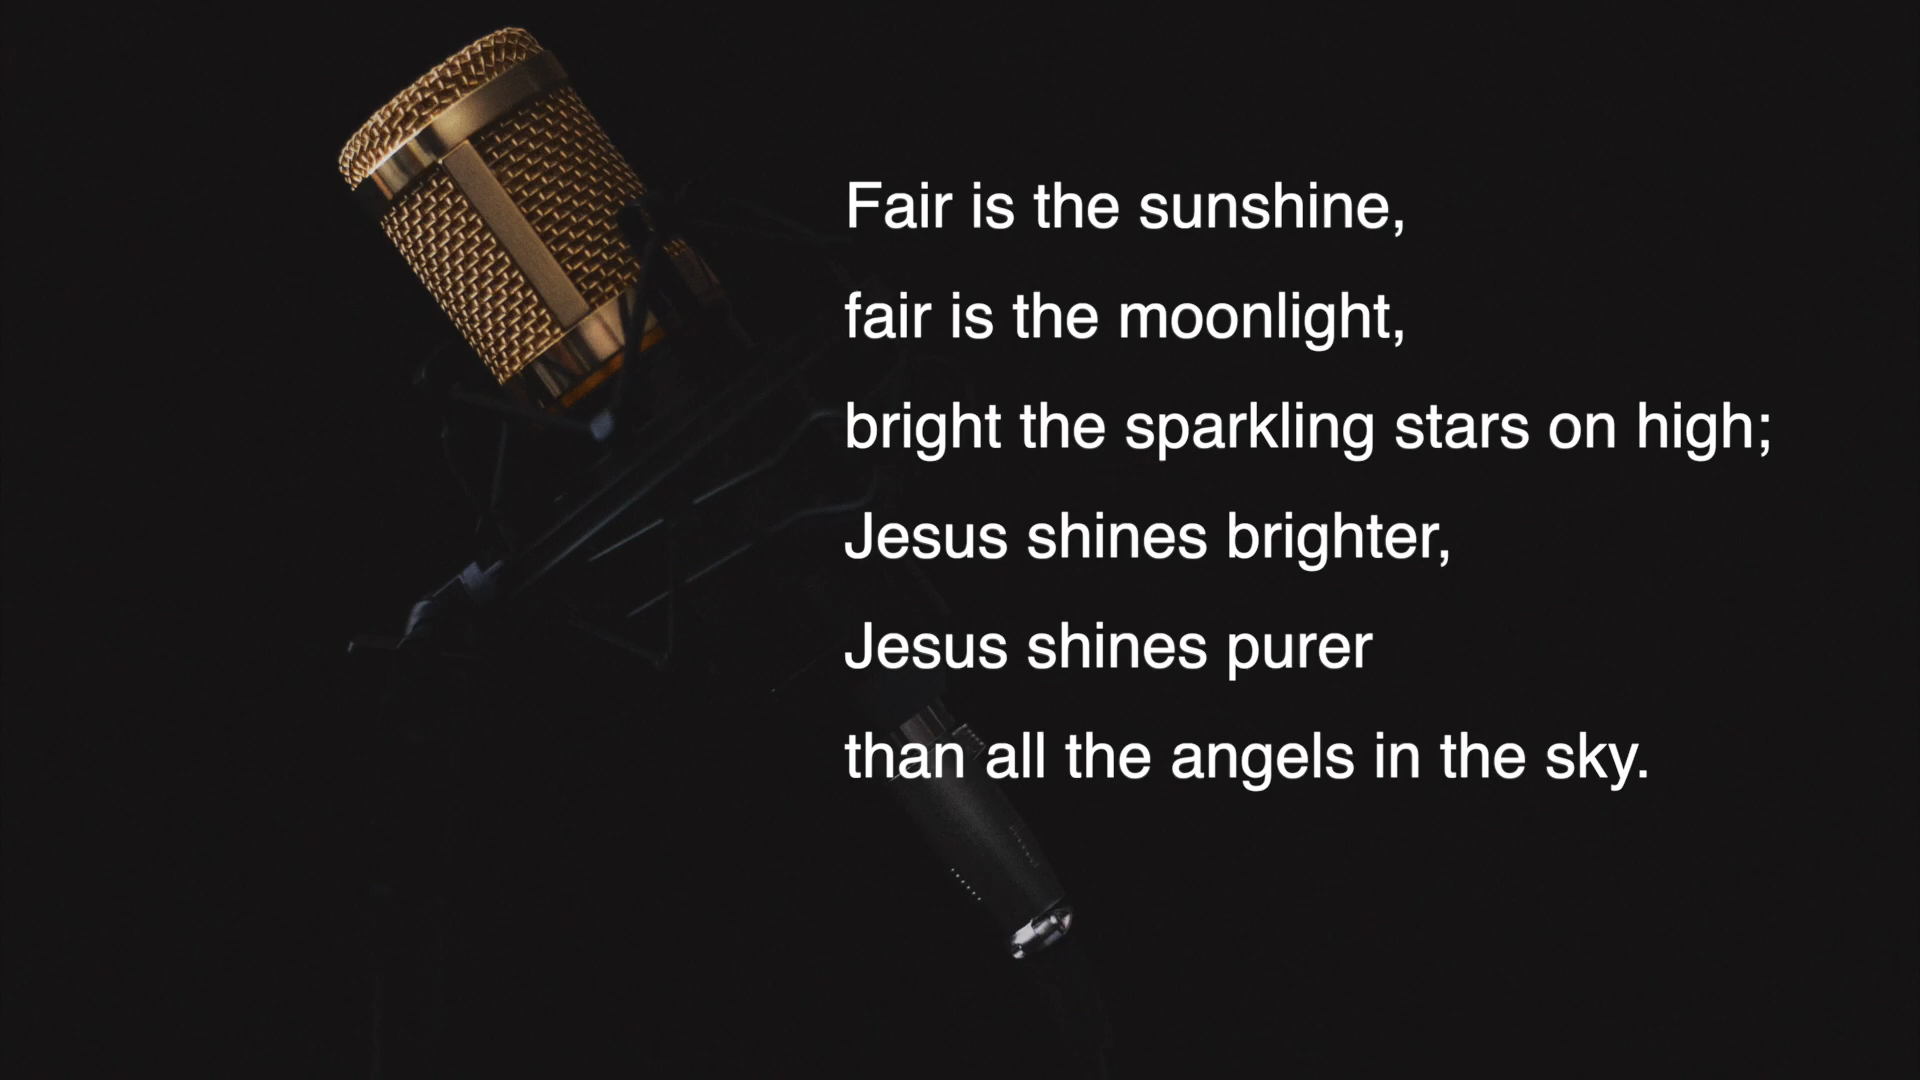 Fair is the sunshine,
fair is the moonlight,
bright the sparkling stars on high;
Jesus shines brighter,
Jesus shines purer
than all the angels in the sky.